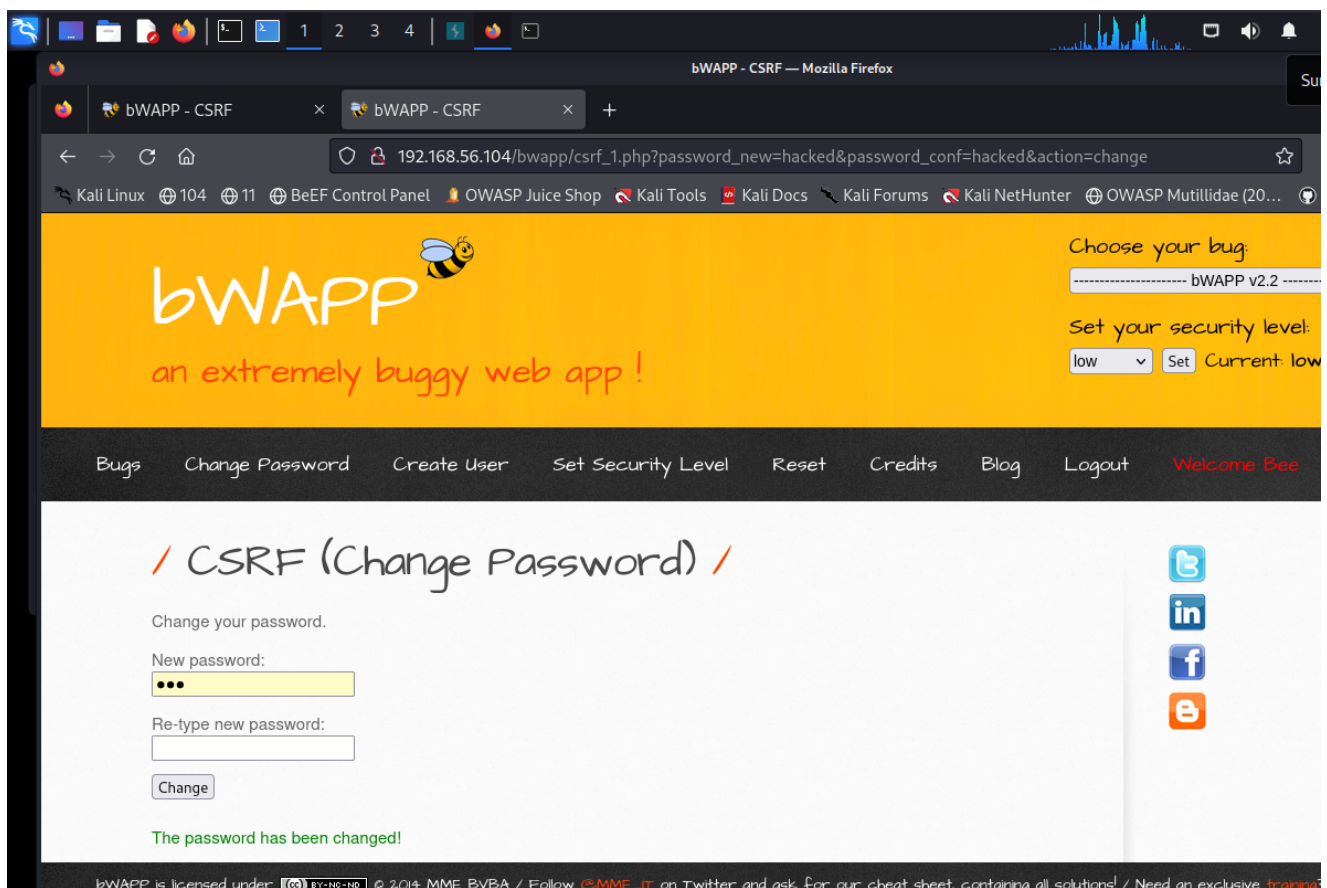 1 2 3 4
bWAPP - CSRF — Mozilla Firefox
bWAPP - CSRF × bWAPP - CSRF × +
192.168.56.104/bwapp/csrf_1.php?password_new=hacked&password_conf=hacked&action=change
Kali Linux 104 11 BeEF Control Panel OWASP Juice Shop Kali Tools Kali Docs Kali Forums Kali NetHunter OWASP Mutillidae (20...
bWAPP
an extremely buggy web app !
Choose your bug:
---------------------- bWAPP v2.2 --------
Set your security level:
low Set Current: low
Bugs Change Password Create User Set Security Level Reset Credits Blog Logout Welcome Bee
/ CSRF (Change Password) /
Change your password.
New password:
•••
Re-type new password:
Change
The password has been changed!
bWAPP is licensed under (cc) BY-NC-ND © 2014 MME BVBA / Follow @MME_IT on Twitter and ask for our cheat sheet, containing all solutions! / Need an exclusive training?